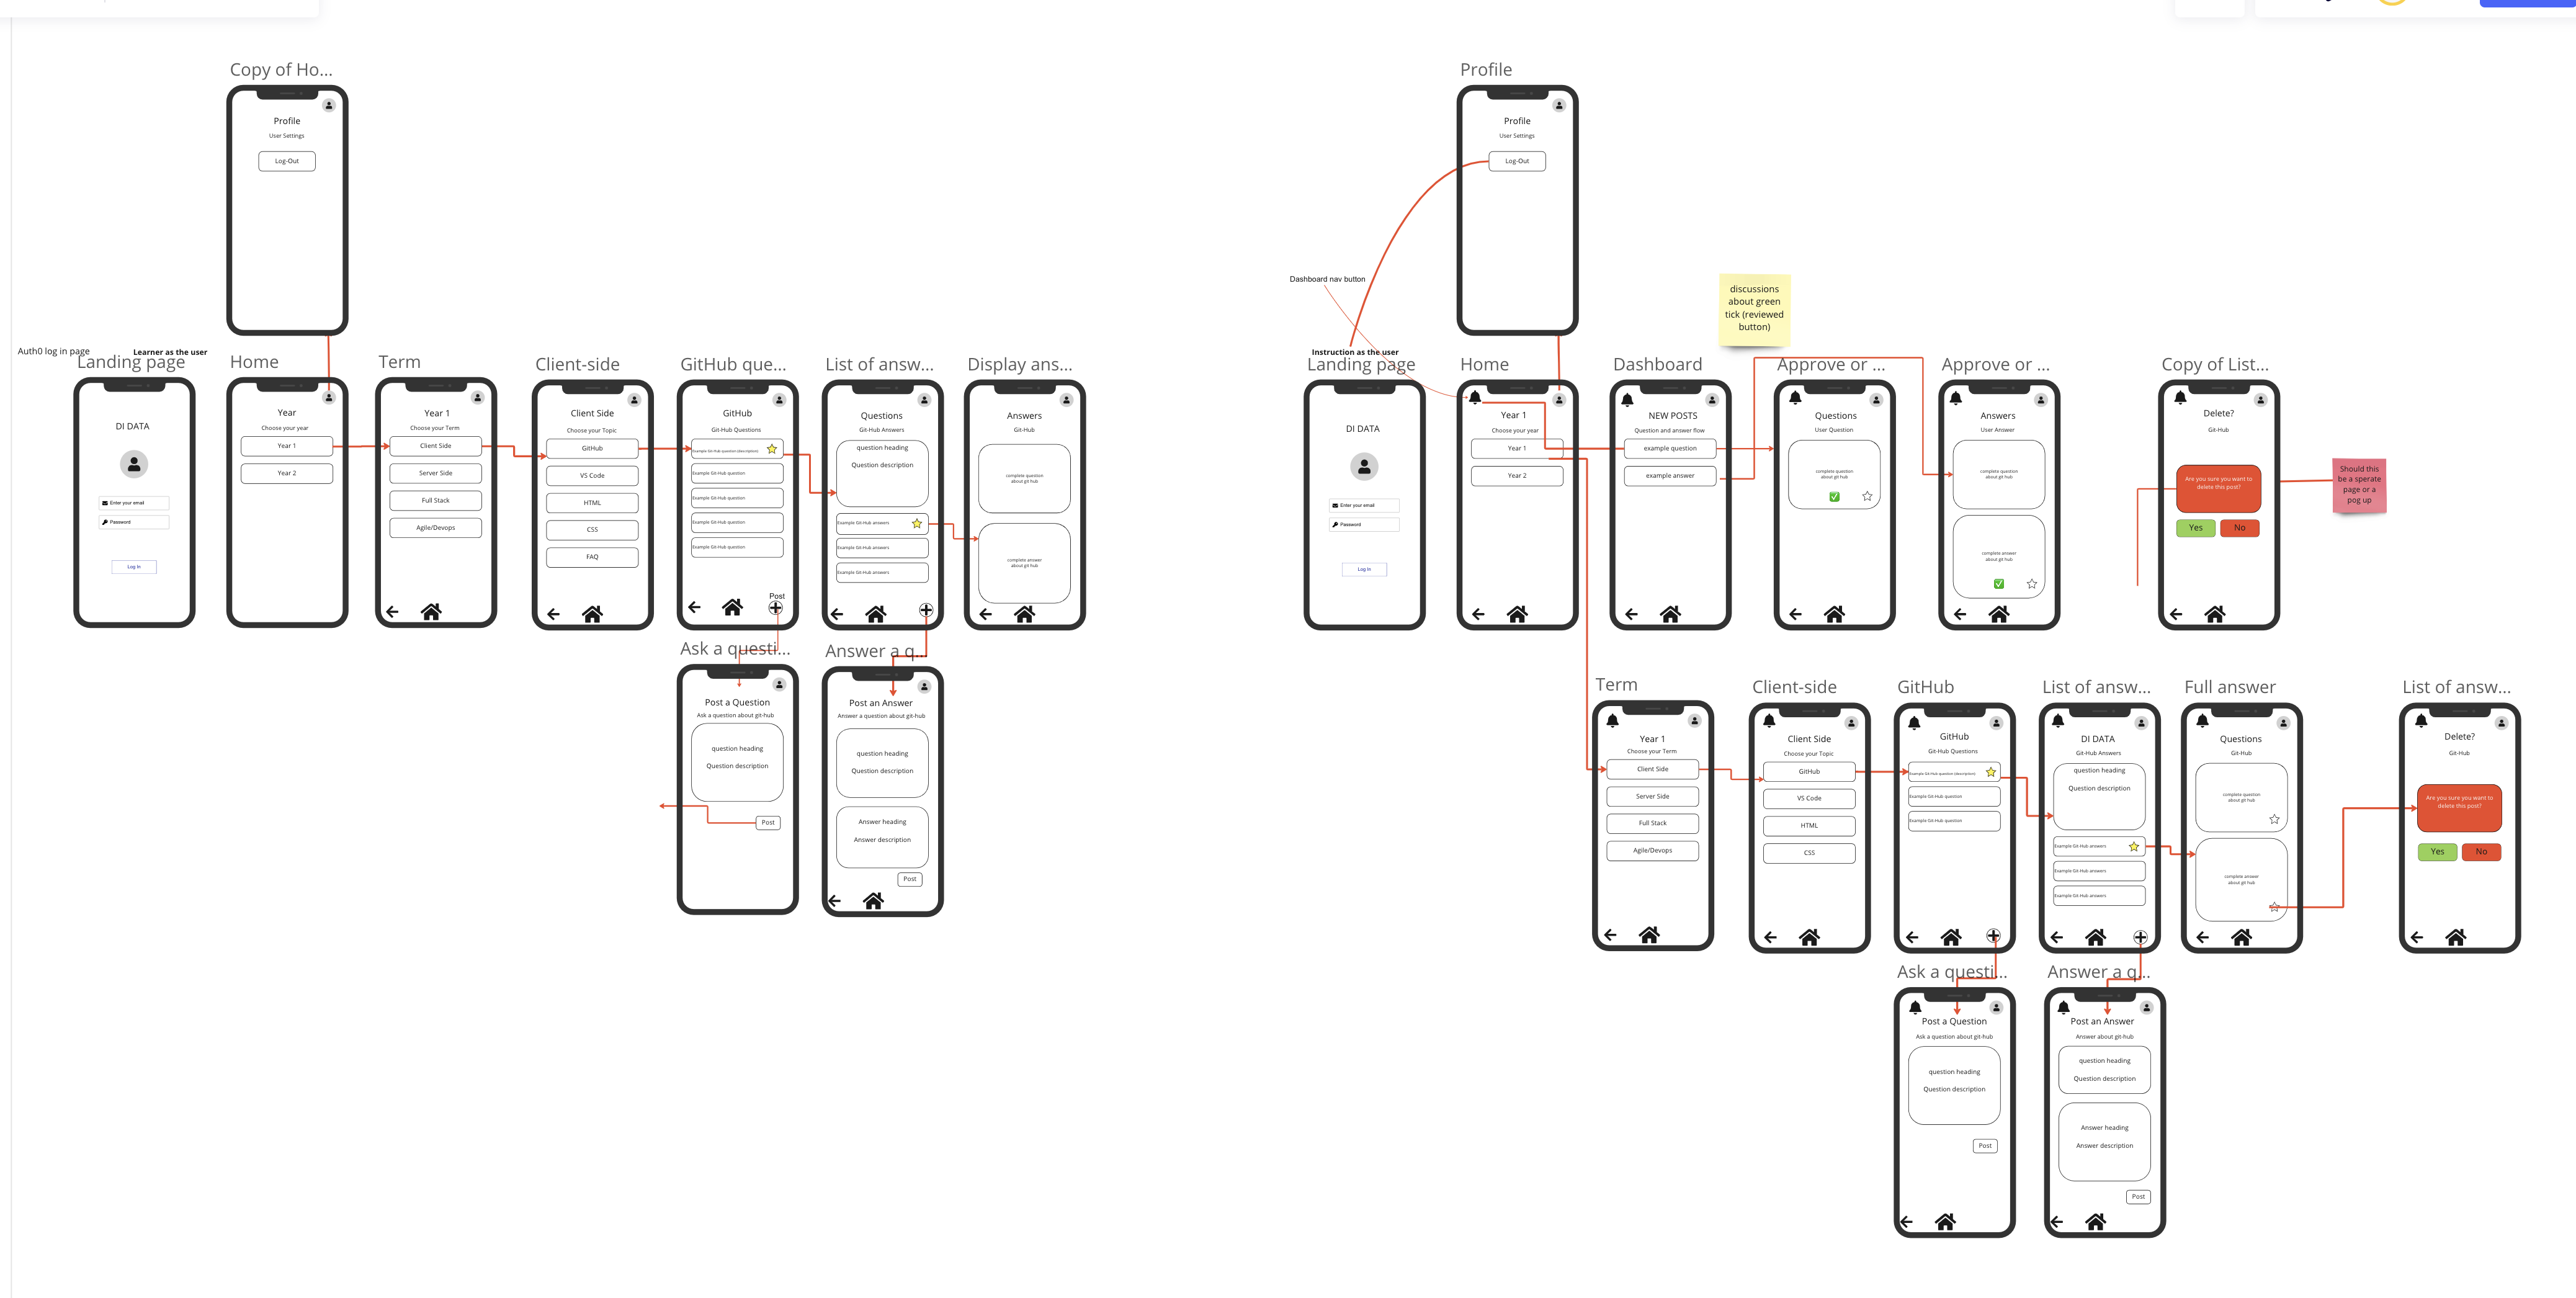 Copy of Ho...
Profile
User Settings
Log-Out
Auth0 log in page
Learner as the user
Landing page
DI DATA
Enter your email
Password
Log In
Home
Year
Choose your year
Year 1
Year 2
Term
Year 1
Choose your Term
Client Side
Server Side
Full Stack
Agile/Devops
Client-side
Client Side
Choose your Topic
GitHub
VS Code
HTML
CSS
FAQ
GitHub que...
GitHub
Git-Hub Questions
Example Git-Hub question (description)
Example Git-Hub question
Example Git-Hub question
Example Git-Hub question
Example Git-Hub question
Post
List of answ...
Questions
Git-Hub Answers
question heading
Question description
Example Git-Hub answers
Example Git-Hub answers
Example Git-Hub answers
Display ans...
Answers
Git-Hub
complete question
about git hub
complete answer
about git hub
Ask a questi...
Post a Question
Ask a question about git-hub
question heading
Question description
Post
Answer a q...
Post an Answer
Answer a question about git-hub
question heading
Question description
Answer heading
Answer description
Post
Profile
Profile
User Settings
Log-Out
Dashboard nav button
discussions
about green
tick (reviewed
button)
Instruction as the user
Landing page
DI DATA
Enter your email
Password
Log In
Home
Year 1
Choose your year
Year 1
Year 2
Dashboard
NEW POSTS
Question and answer flow
example question
example answer
Approve or ...
Questions
User Question
complete question
about git hub
Approve or ...
Answers
User Answer
complete question
about git hub
complete answer
about git hub
Copy of List...
Delete?
Git-Hub
Are you sure you want to
delete this post?
Yes
No
Should this
be a sperate
page or a
pog up
Term
Year 1
Choose your Term
Client Side
Server Side
Full Stack
Agile/Devops
Client-side
Client Side
Choose your Topic
GitHub
VS Code
HTML
CSS
GitHub
GitHub
Git-Hub Questions
Example Git-Hub question (description)
Example Git-Hub question
Example Git-Hub question
List of answ...
DI DATA
Git-Hub Answers
question heading
Question description
Example Git-Hub answers
Example Git-Hub answers
Example Git-Hub answers
Full answer
Questions
Git-Hub
complete question
about git hub
complete answer
about git hub
List of answ...
Delete?
Git-Hub
Are you sure you want to
delete this post?
Yes
No
Ask a questi...
Post a Question
Ask a question about git-hub
question heading
Question description
Post
Answer a q...
Post an Answer
Answer about git-hub
question heading
Question description
Answer heading
Answer description
Post